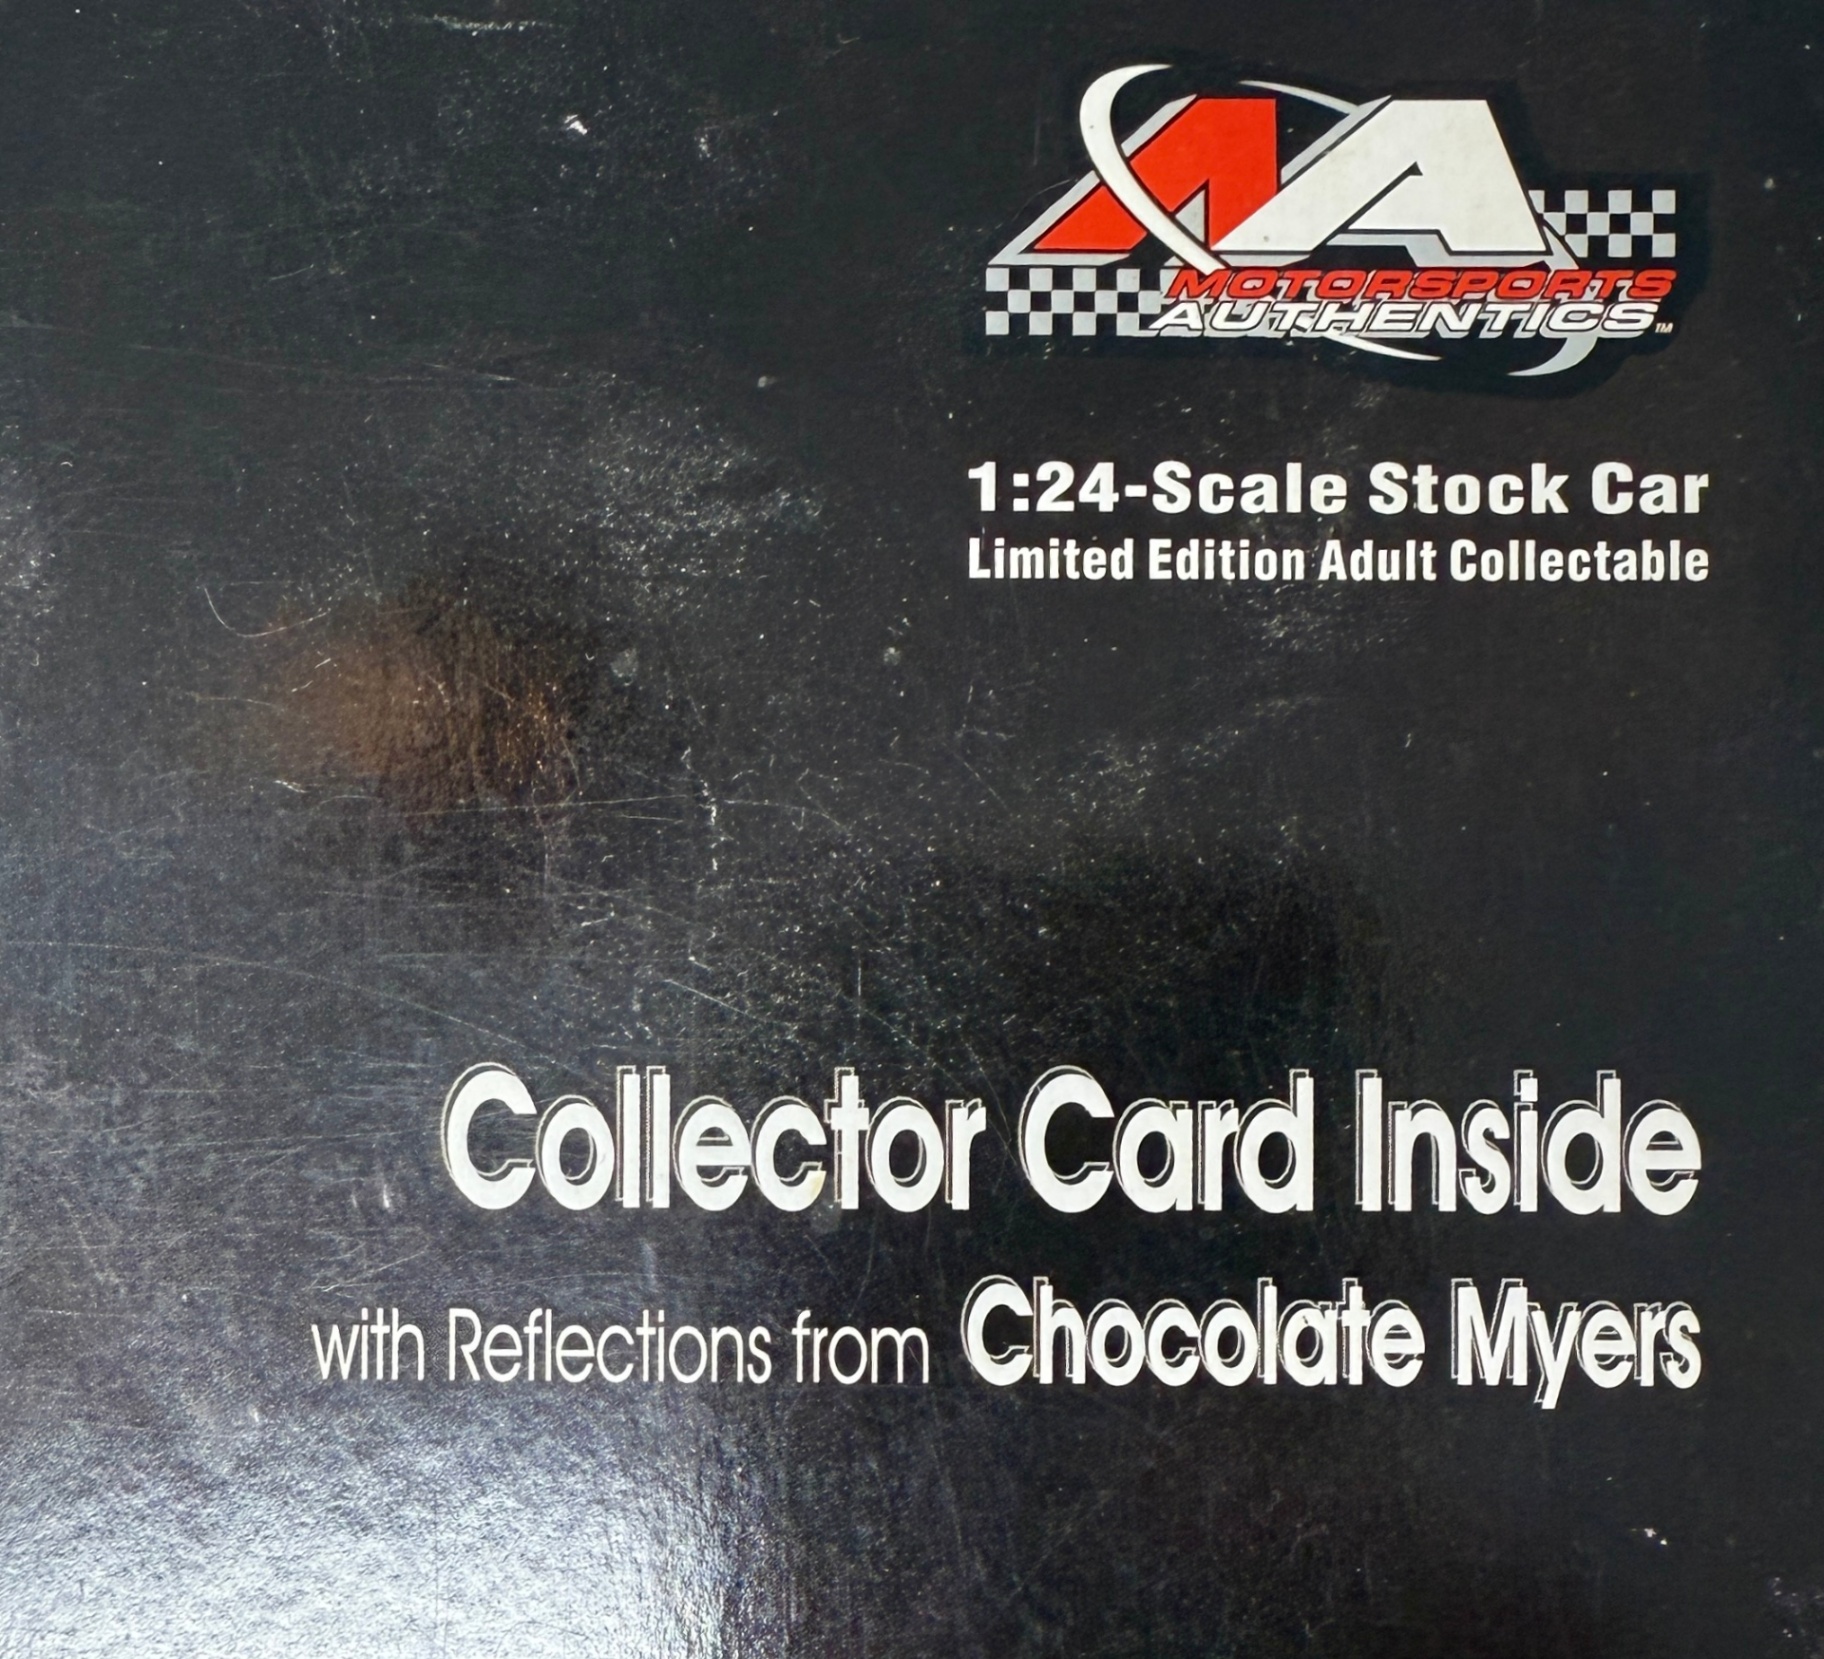 MA
MOTORSPORTS
AUTHENTICS™
1:24-Scale Stock Car
Limited Edition Adult Collectable
Collector Card Inside
with Reflections from Chocolate Myers